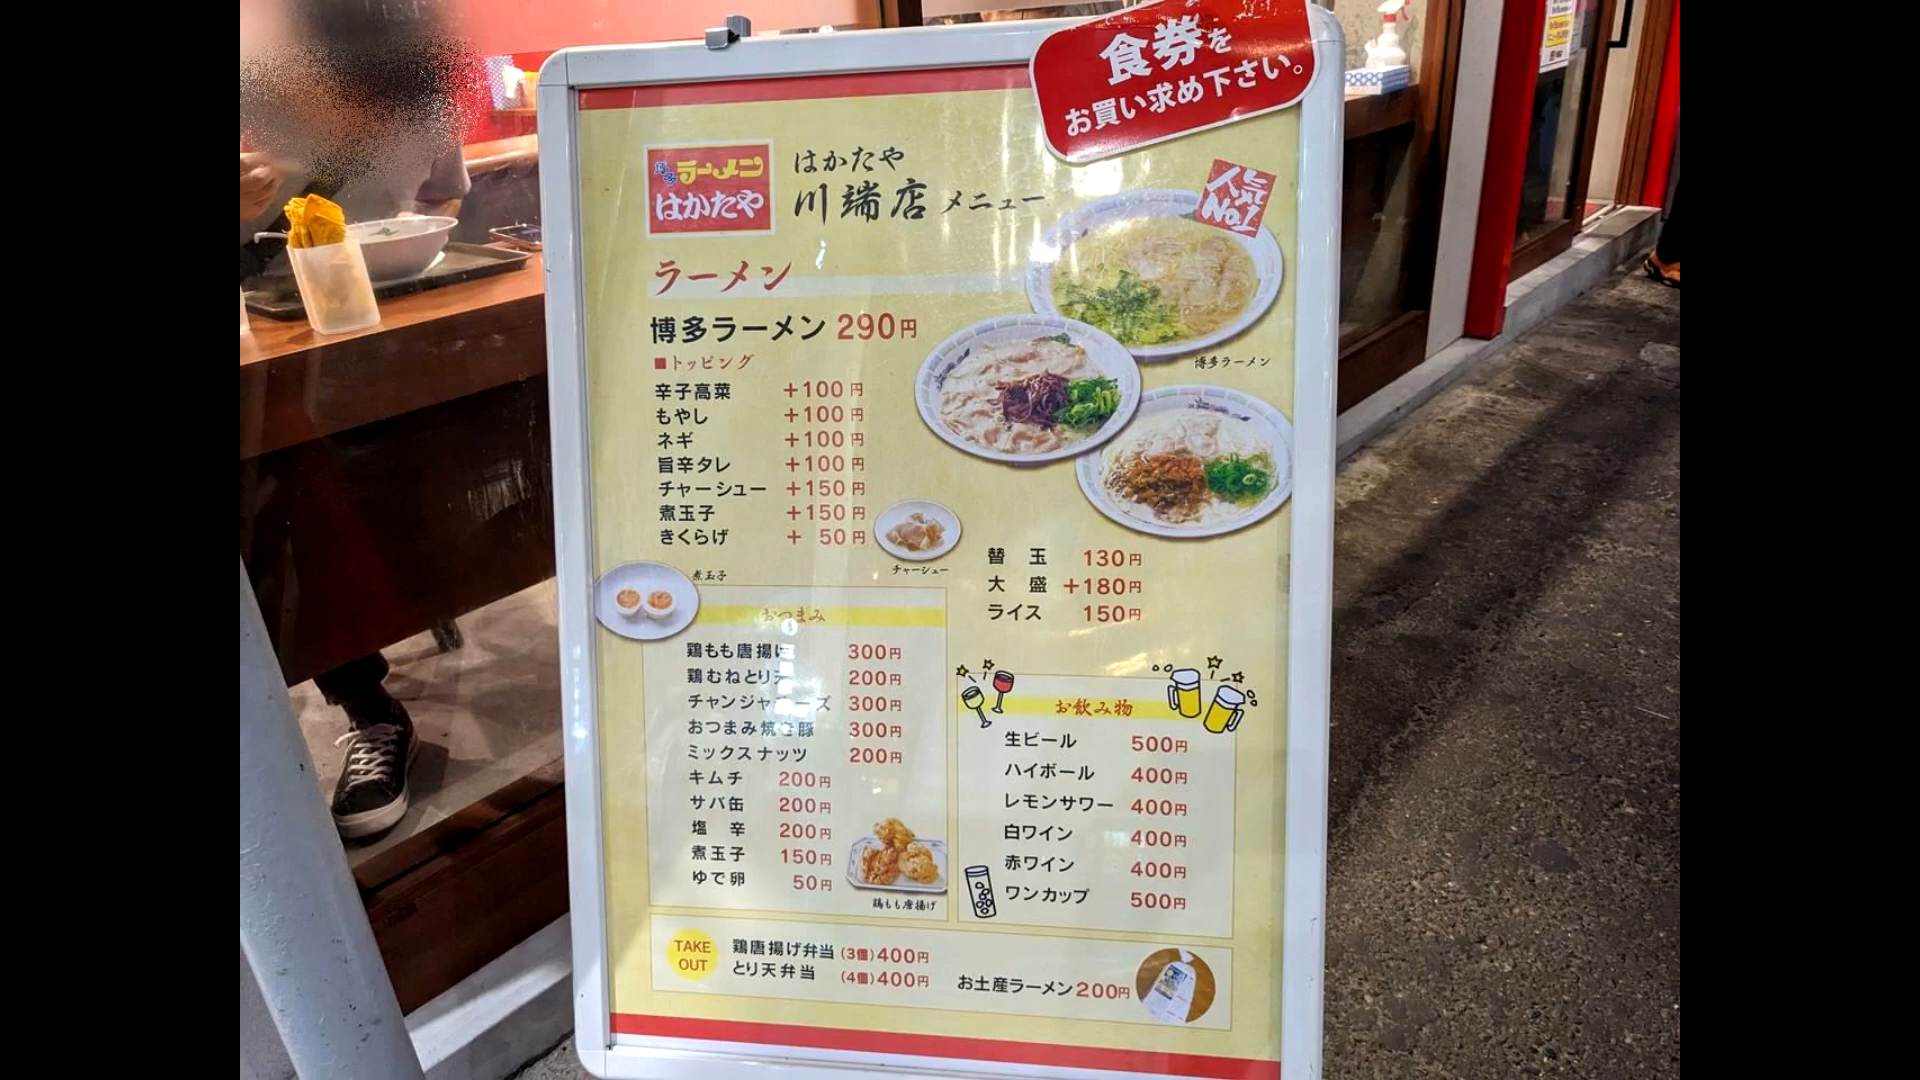 食券を
お買い求め下さい。
博多ラーメン
はかたや
はかたや
川端店メニュー
人気
No.1
ラーメン
博多ラーメン 290円
■トッピング
辛子高菜 +100円
もやし +100円
ネギ +100円
旨辛タレ +100円
チャーシュー +150円
煮玉子 +150円
きくらげ + 50円
博多ラーメン
チャーシュー
煮玉子
替 玉 130円
大 盛 +180円
ライス 150円
おつまみ
鶏もも唐揚げ 300円
鶏むねとり天 200円
チャンジャチーズ 300円
おつまみ焼き豚 300円
ミックスナッツ 200円
キムチ 200円
サバ缶 200円
塩 辛 200円
煮玉子 150円
ゆで卵 50円
鶏もも唐揚げ
お飲み物
生ビール 500円
ハイボール 400円
レモンサワー 400円
白ワイン 400円
赤ワイン 400円
ワンカップ 500円
TAKE
OUT
鶏唐揚げ弁当(3個)400円
とり天弁当 (4個)400円
お土産ラーメン200円